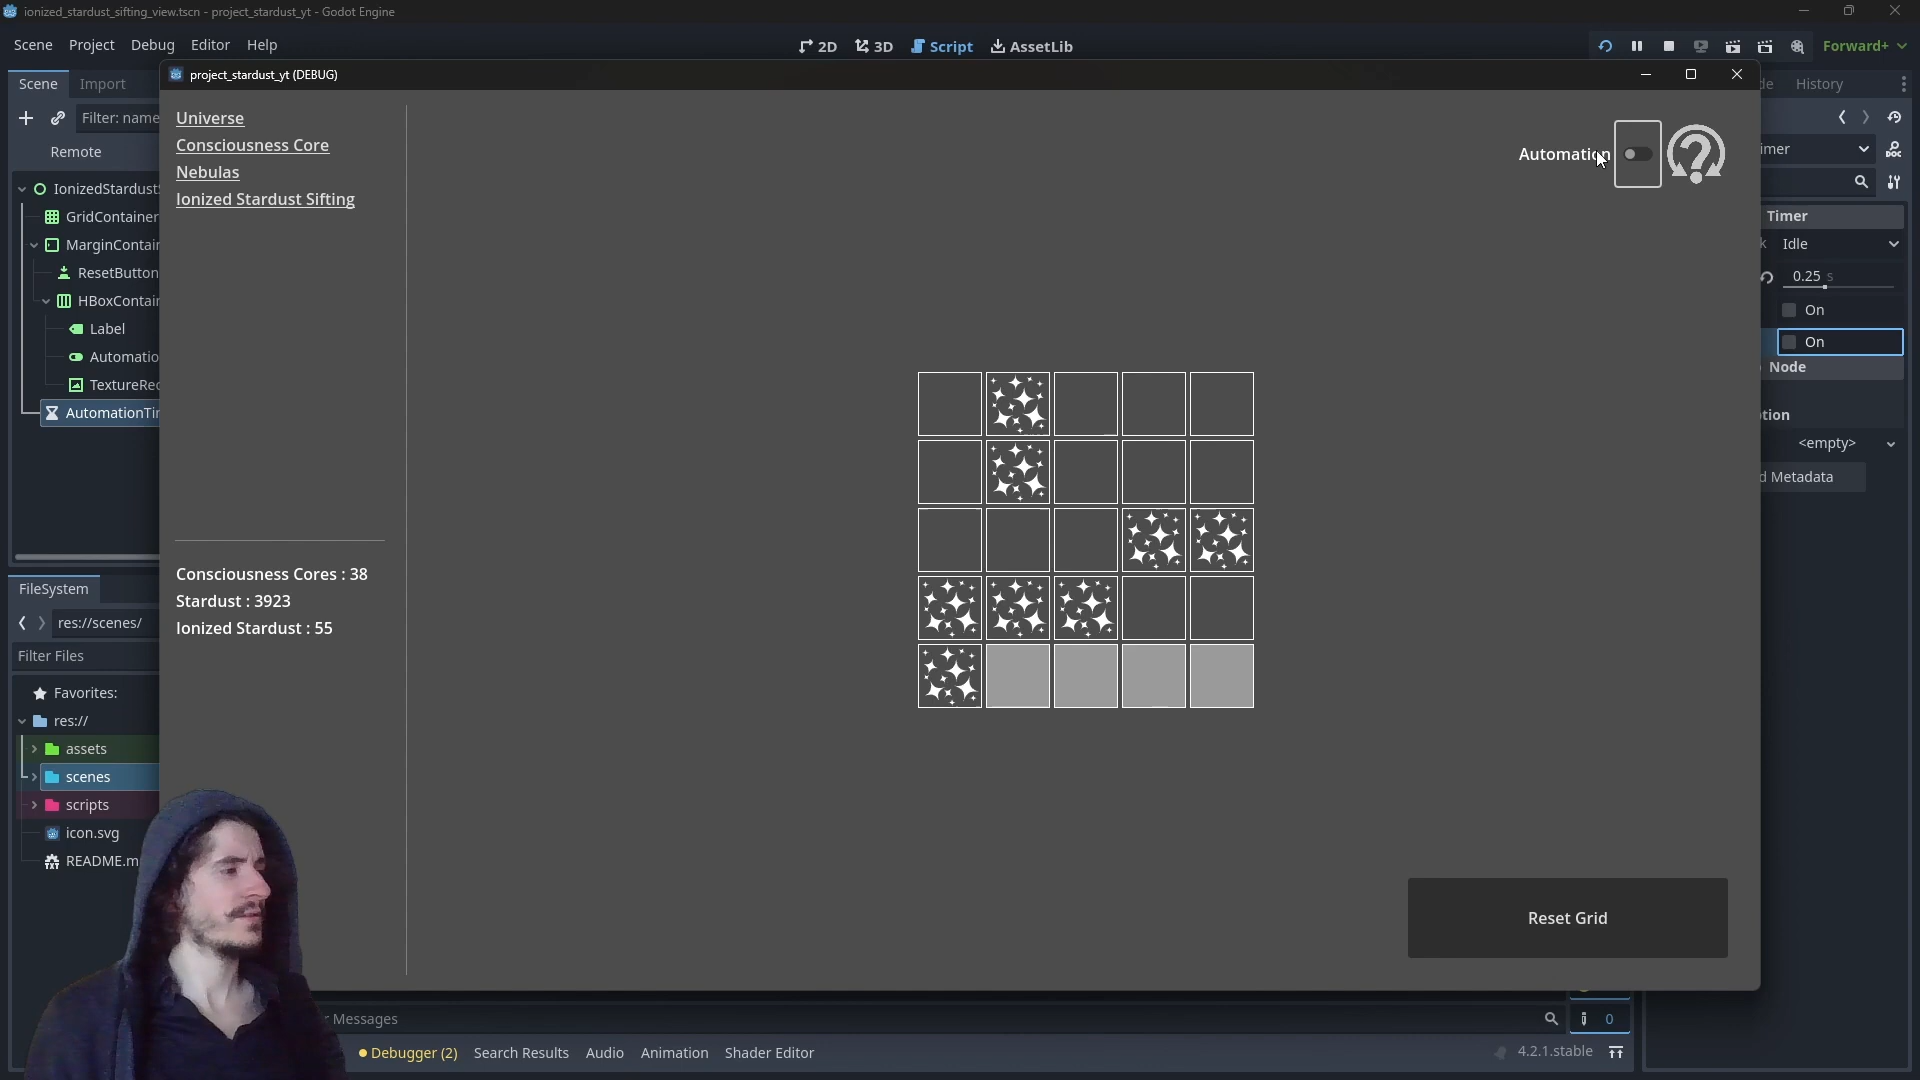 ionized_stardust_sifting_view.tscn - project_stardust_yt - Godot Engine
Scene Project Debug Editor Help
2D 3D Script AssetLib
Forward+
project_stardust_yt (DEBUG)
Scene Import
de History
Filter: name
Remote
IonizedStardust
GridContainer
MarginContain
ResetButton
HBoxContain
Label
Automatio
TextureRec
AutomationTi
Universe
Consciousness Core
Nebulas
Ionized Stardust Sifting
Automation
imer
Timer
k Idle
0.25 s
On
On
Node
ption
<empty>
d Metadata
Consciousness Cores : 38
Stardust : 3923
Ionized Stardust : 55
FileSystem
res://scenes/
Filter Files
Favorites:
res://
assets
scenes
scripts
icon.svg
README.m
Reset Grid
r Messages
0
Debugger (2) Search Results Audio Animation Shader Editor
4.2.1.stable